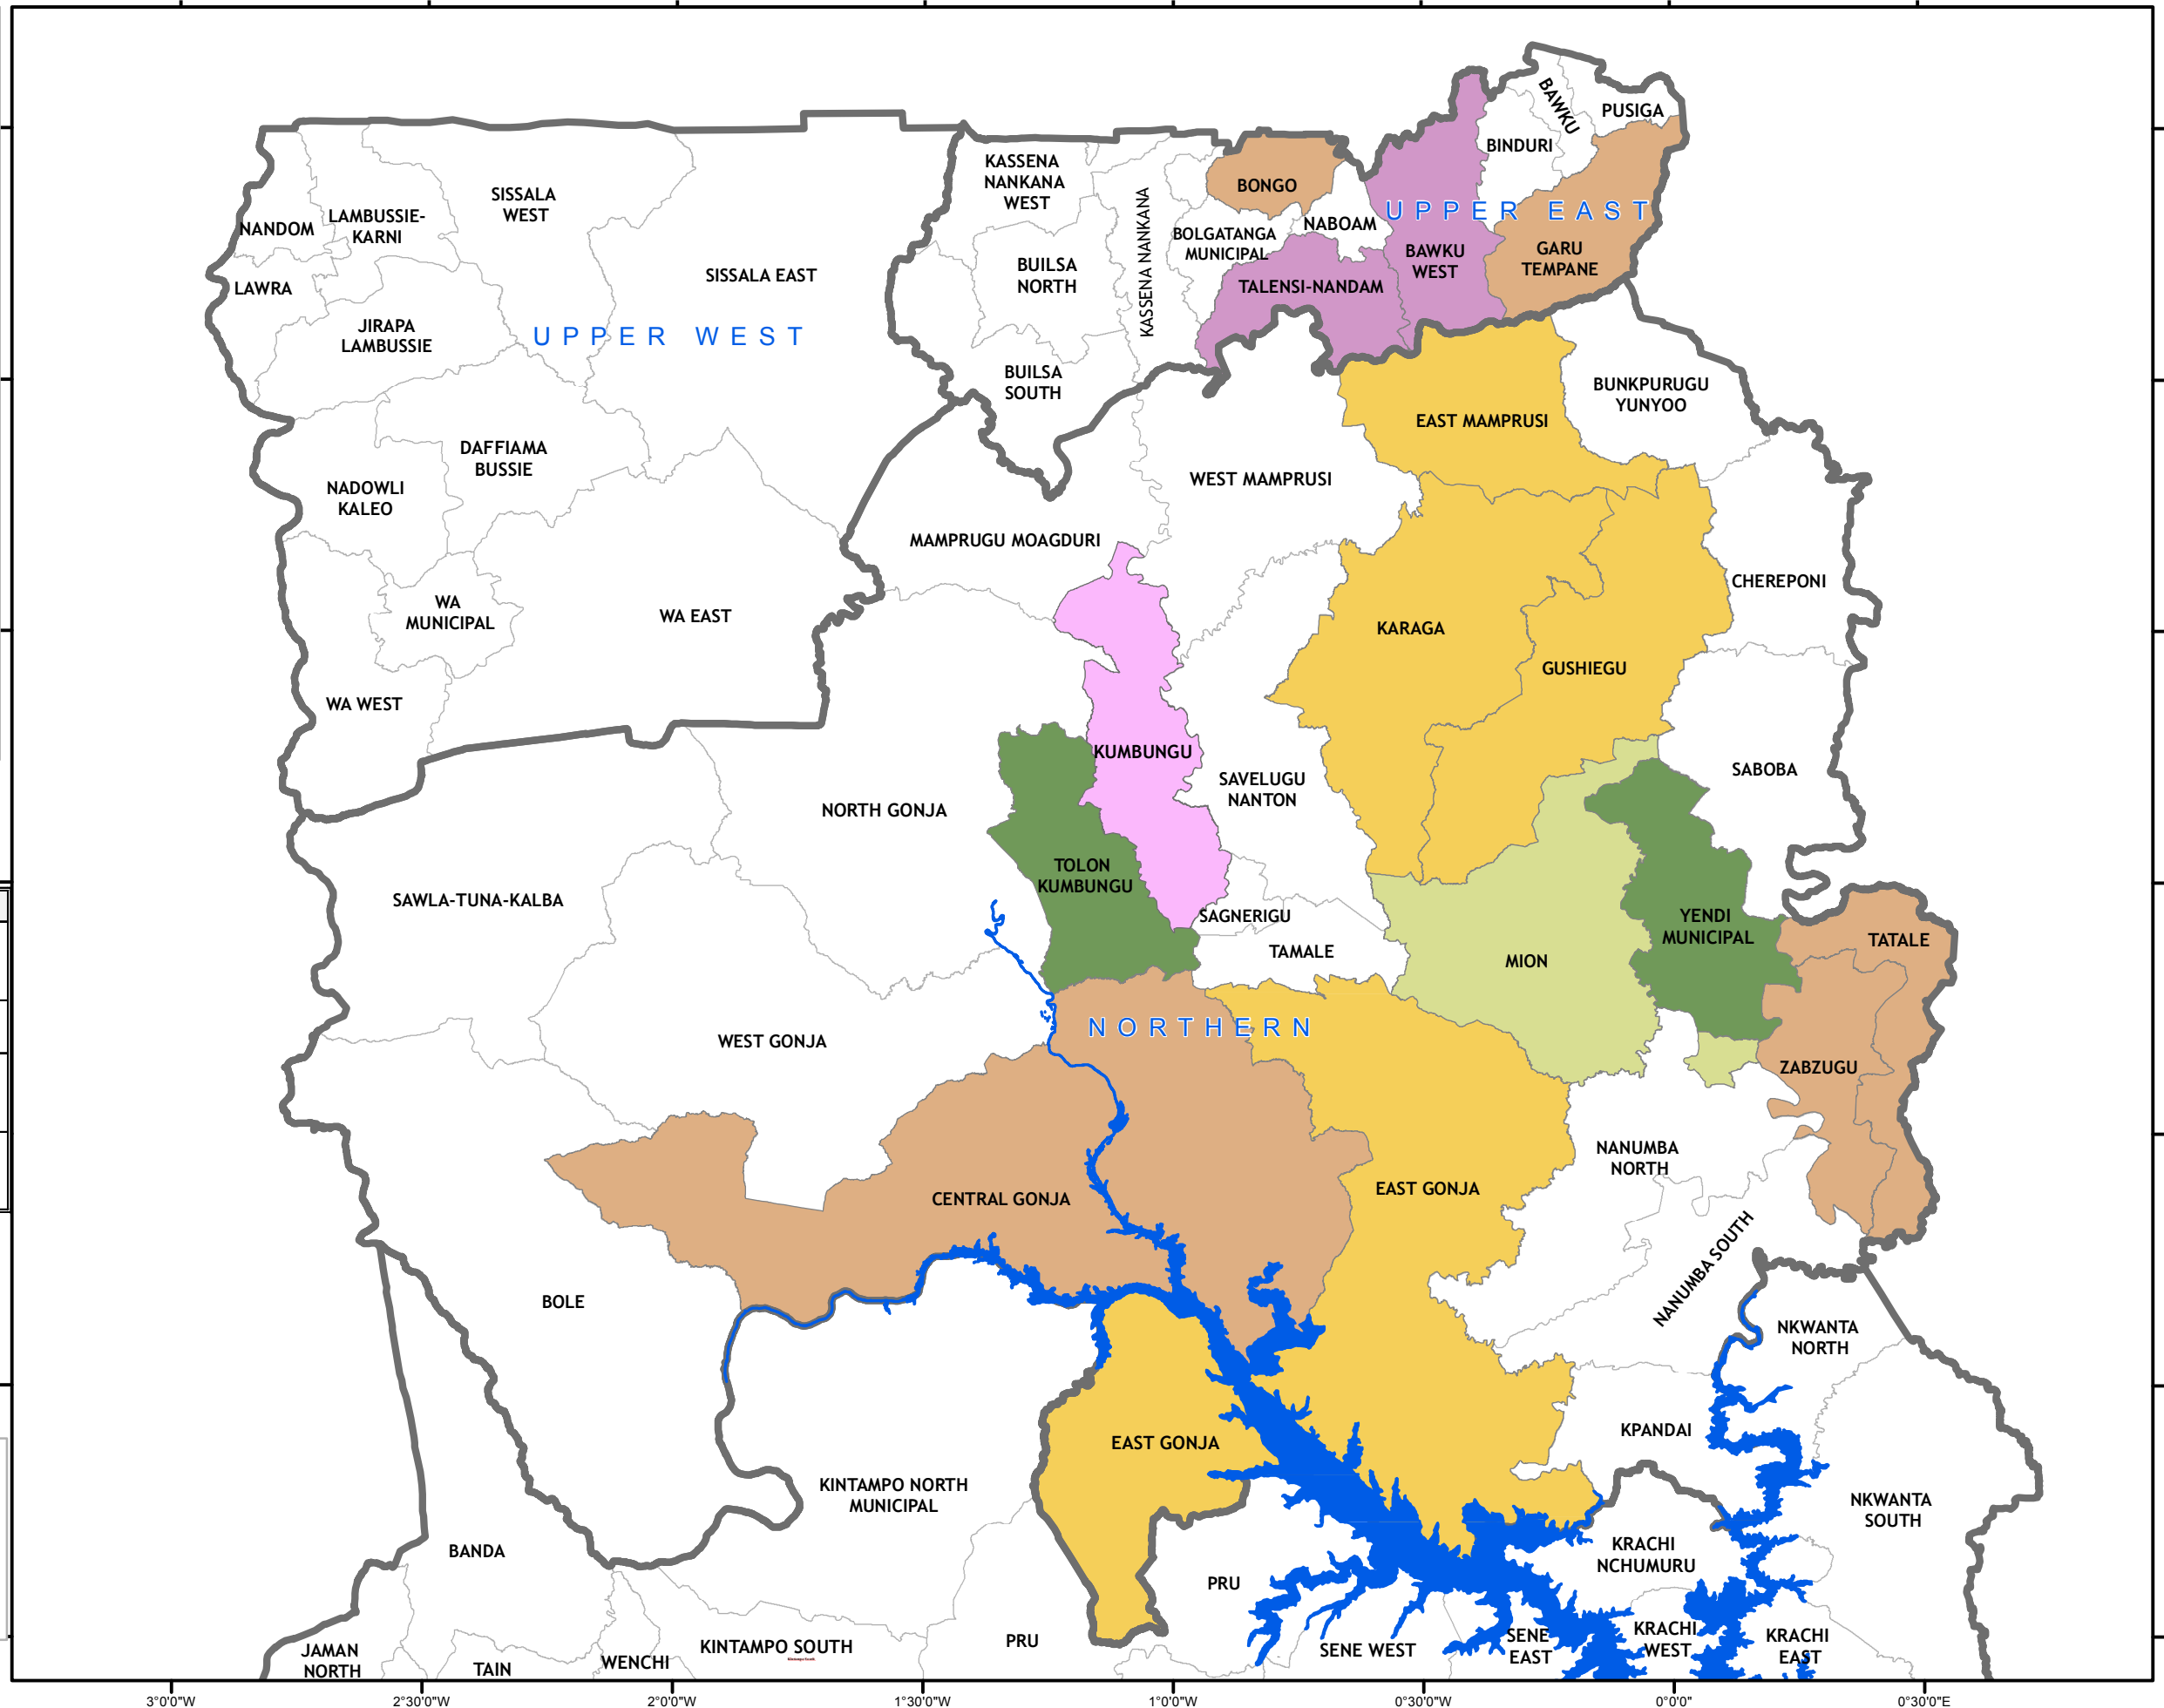 PUSIGA
BAWKU
BINDURI
KASSENA
NANKANA
WEST
BONGO
SISSALA
WEST
UPPER EAST
NANDOM
LAMBUSSIE-
KARNI
KASSENA NANKANA
BOLGATANGA
MUNICIPAL
NABOAM
BAWKU
WEST
GARU
TEMPANE
SISSALA EAST
BUILSA
NORTH
LAWRA
TALENSI-NANDAM
JIRAPA
LAMBUSSIE
UPPER WEST
BUILSA
SOUTH
BUNKPURUGU
YUNYOO
EAST MAMPRUSI
DAFFIAMA
BUSSIE
WEST MAMPRUSI
NADOWLI
KALEO
MAMPRUGU MOAGDURI
CHEREPONI
WA
MUNICIPAL
WA EAST
KARAGA
GUSHIEGU
WA WEST
KUMBUNGU
SAVELUGU
NANTON
SABOBA
NORTH GONJA
TOLON
KUMBUNGU
SAWLA-TUNA-KALBA
SAGNERIGU
YENDI
MUNICIPAL
TATALE
TAMALE
MION
NORTHERN
WEST GONJA
ZABZUGU
NANUMBA
NORTH
EAST GONJA
CENTRAL GONJA
NANUMBA SOUTH
BOLE
NKWANTA
NORTH
KPANDAI
EAST GONJA
KINTAMPO NORTH
MUNICIPAL
NKWANTA
SOUTH
BANDA
KRACHI
NCHUMURU
PRU
JAMAN
NORTH
TAIN
WENCHI
KINTAMPO SOUTH
PRU
SENE WEST
SENE
EAST
KRACHI
WEST
KRACHI
EAST
3°0'0"W
2°30'0"W
2°0'0"W
1°30'0"W
1°0'0"W
0°30'0"W
0°0'0"
0°30'0"E